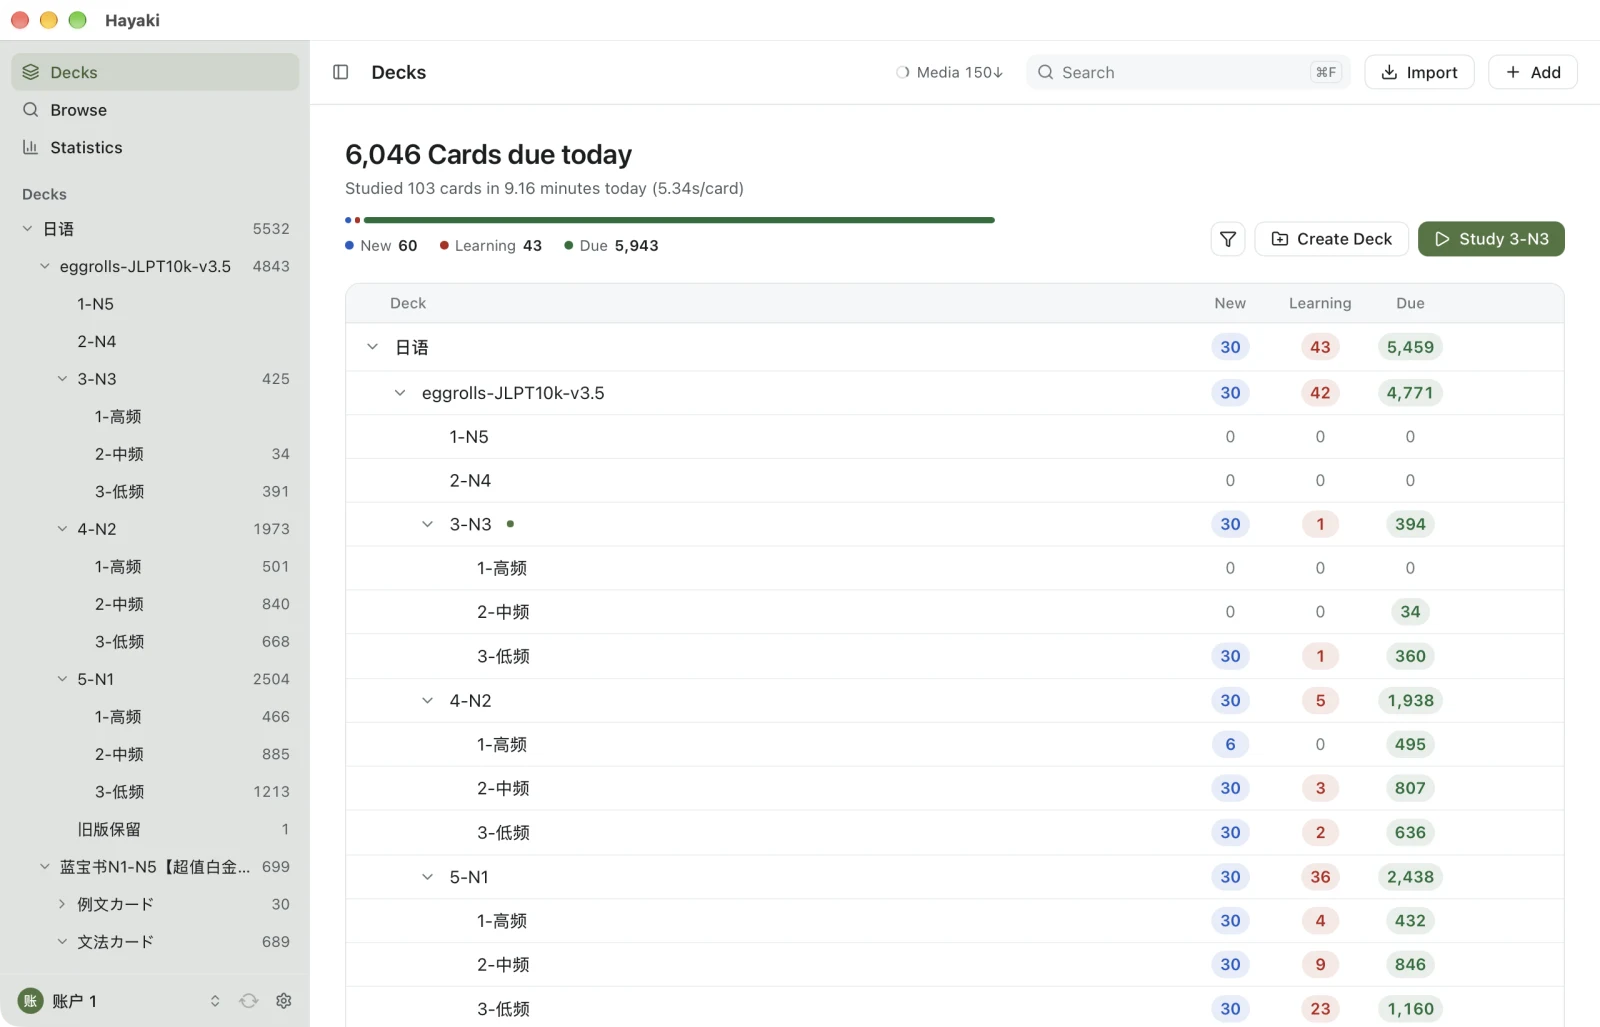 Hayaki
Decks
Browse
Statistics
Decks
日语 5532
eggrolls-JLPT10k-v3.5 4843
1-N5
2-N4
3-N3 425
1-高频
2-中频 34
3-低频 391
4-N2 1973
1-高频 501
2-中频 840
3-低频 668
5-N1 2504
1-高频 466
2-中频 885
3-低频 1213
旧版保留 1
蓝宝书N1-N5【超值白金... 699
例文カード 30
文法カード 689
账 账户 1
Decks
Media 150↓
Search ⌘F
Import
Add
6,046 Cards due today
Studied 103 cards in 9.16 minutes today (5.34s/card)
New 60 Learning 43 Due 5,943
Create Deck
Study 3-N3
Deck New Learning Due
日语 30 43 5,459
eggrolls-JLPT10k-v3.5 30 42 4,771
1-N5 0 0 0
2-N4 0 0 0
3-N3 30 1 394
1-高频 0 0 0
2-中频 0 0 34
3-低频 30 1 360
4-N2 30 5 1,938
1-高频 6 0 495
2-中频 30 3 807
3-低频 30 2 636
5-N1 30 36 2,438
1-高频 30 4 432
2-中频 30 9 846
3-低频 30 23 1,160